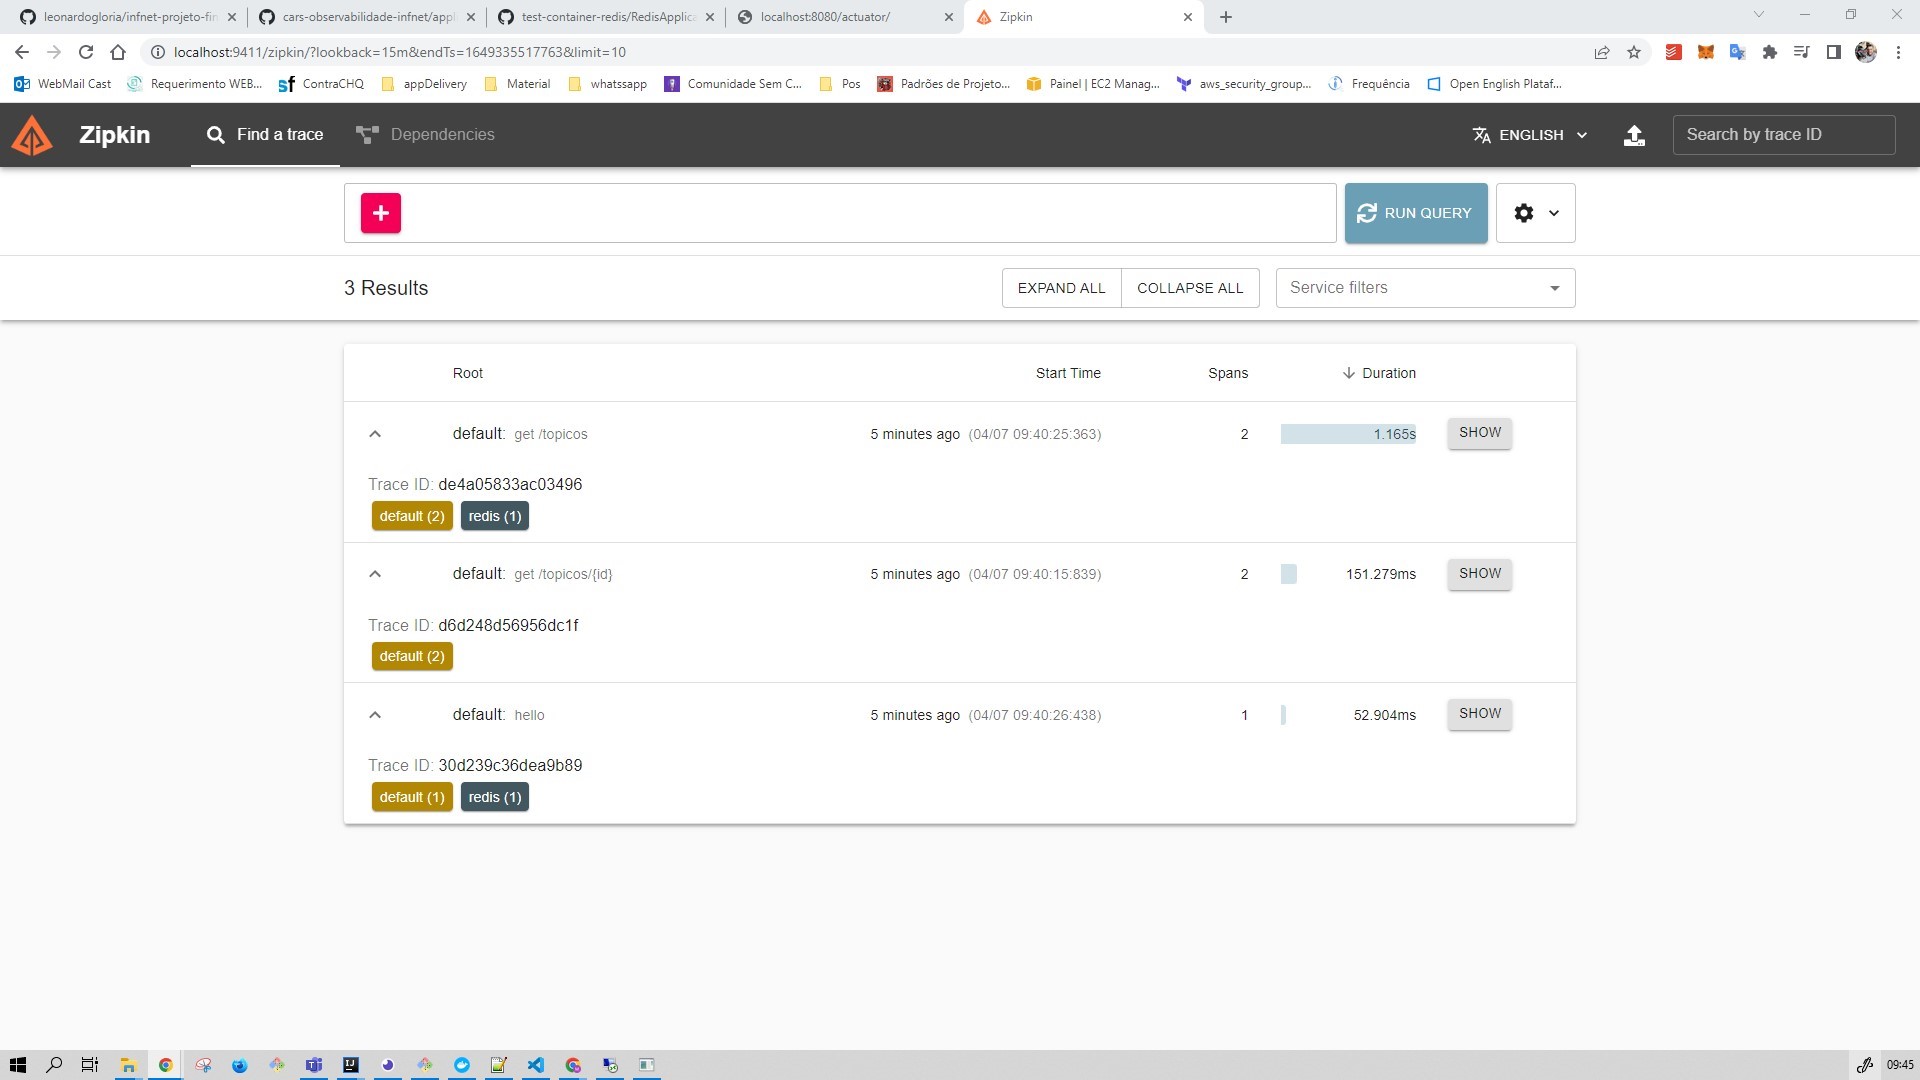 leonardogloria/infnet-projeto-fin
cars-observabilidade-infnet/appl
test-container-redis/RedisApplica
localhost:8080/actuator/
Zipkin
localhost:9411/zipkin/?lookback=15m&endTs=1649335517763&limit=10
WebMail Cast
Requerimento WEB...
ContraCHQ
appDelivery
Material
whatssapp
Comunidade Sem C...
Pos
Padrões de Projeto...
Painel | EC2 Manag...
aws_security_group...
Frequência
Open English Plataf...
Zipkin
Find a trace
Dependencies
ENGLISH
Search by trace ID
RUN QUERY
3 Results
EXPAND ALL
COLLAPSE ALL
Service filters
Root Start Time Spans Duration
default: get /topicos 5 minutes ago (04/07 09:40:25:363) 2 1.165s SHOW
Trace ID: de4a05833ac03496
default (2) redis (1)
default: get /topicos/{id} 5 minutes ago (04/07 09:40:15:839) 2 151.279ms SHOW
Trace ID: d6d248d56956dc1f
default (2)
default: hello 5 minutes ago (04/07 09:40:26:438) 1 52.904ms SHOW
Trace ID: 30d239c36dea9b89
default (1) redis (1)
09:45